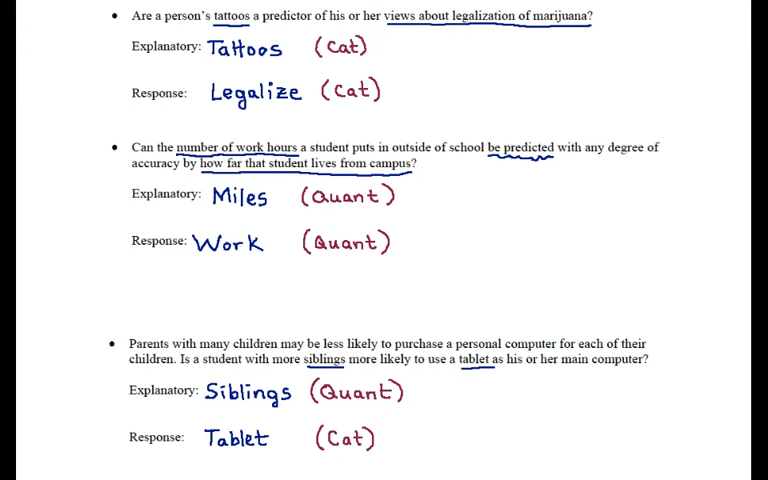 • Are a person's tattoos a predictor of his or her views about legalization of marijuana?
Explanatory: Tattoos (Cat)
Response: Legalize (Cat)
• Can the number of work hours a student puts in outside of school be predicted with any degree of
accuracy by how far that student lives from campus?
Explanatory: Miles (Quant)
Response: Work (Quant)
• Parents with many children may be less likely to purchase a personal computer for each of their
children. Is a student with more siblings more likely to use a tablet as his or her main computer?
Explanatory: Siblings (Quant)
Response: Tablet (Cat)